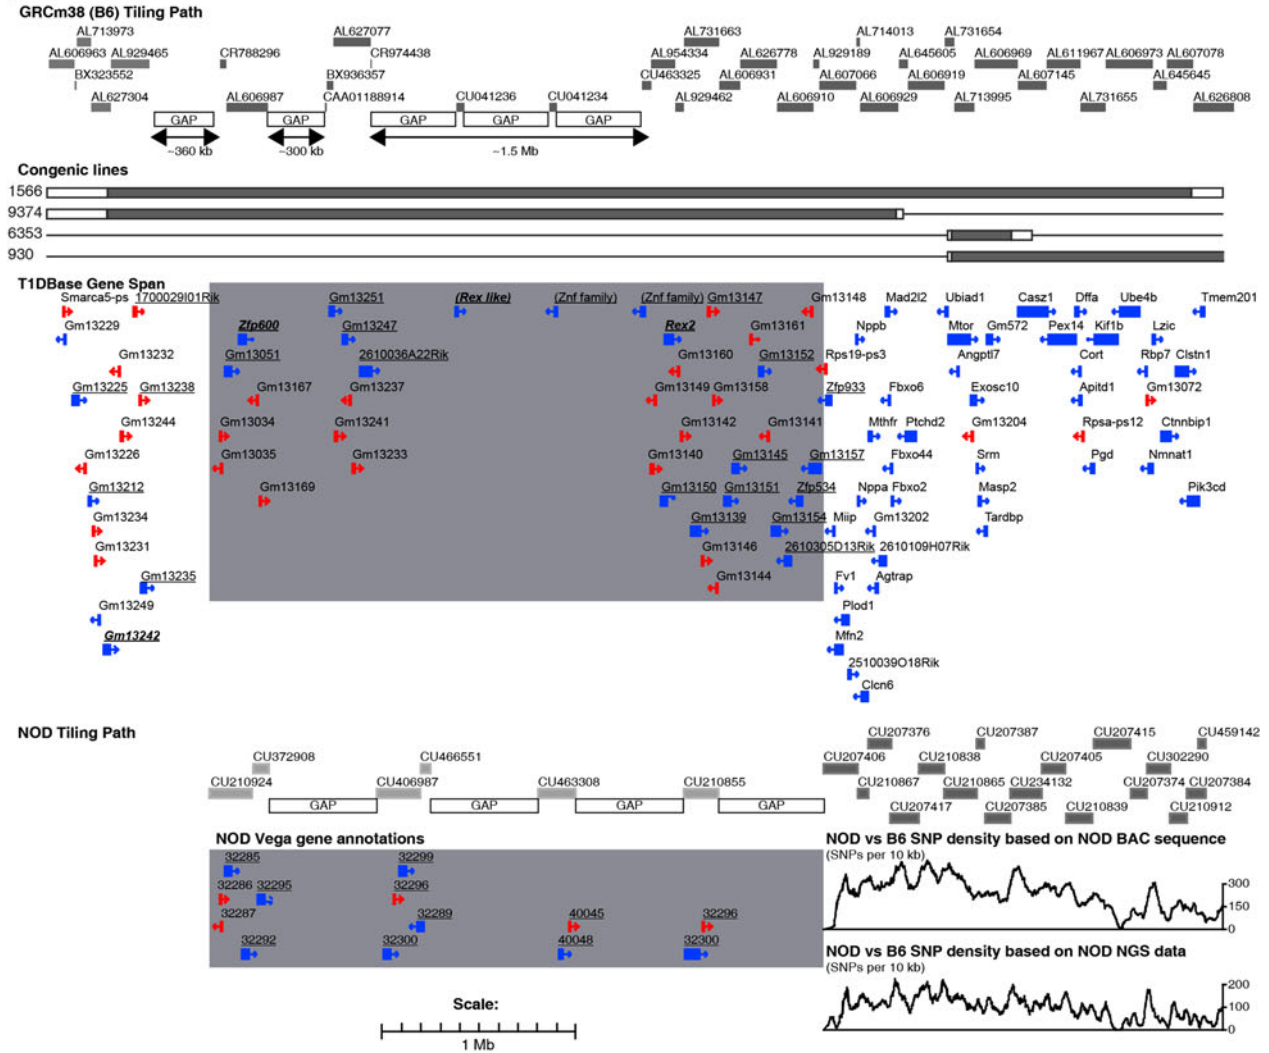 GRCm38 (B6) Tiling Path
AL627077 AL731663 AL714013 AL731654
AL713973
AL606963 AL929465 CR788296 CR974438 AL954334 AL626778 AL929189 AL645605 AL606969 AL611967 AL606973 AL607078
BX323552 BX936357 CU463325 AL606931 AL607066 AL606919 AL607145 AL645645
AL627304 AL606987 CAA01188914 CU041236 CU041234 AL929462 AL606910 AL606929 AL713995 AL731655 AL626808
GAP GAP GAP GAP GAP
~360 kb ~300 kb ~1.5 Mb
Congenic lines
1566
9374
6353
930
T1DBase Gene Span
Smarca5-ps 1700029I01Rik Gm13251 (Rex like) (Znf family) (Znf family) Gm13147 Gm13148 Mad2l2 Ubiad1 Casz1 Dffa Ube4b Tmem201
Gm13229 Zfp600 Gm13247 Rex2 Gm13161 Nppb Mtor Gm572 Pex14 Kif1b Lzic
Gm13232 Gm13051 2610036A22Rik Gm13160 Gm13152 Rps19-ps3 Angptl7 Cort Rbp7 Clstn1
Gm13225 Gm13238 Gm13167 Gm13237 Gm13149 Gm13158 Zfp933 Fbxo6 Exosc10 Apitd1 Gm13072
Gm13244 Gm13034 Gm13241 Gm13142 Gm13141 Mthfr Ptchd2 Gm13204 Rpsa-ps12 Ctnnbip1
Gm13226 Gm13035 Gm13233 Gm13140 Gm13145 Gm13157 Fbxo44 Srm Pgd Nmnat1
Gm13212 Gm13169 Gm13150 Gm13151 Zfp534 Nppa Fbxo2 Masp2 Pik3cd
Gm13234 Gm13139 Gm13154 Miip Gm13202 Tardbp
Gm13231 Gm13146 2610305D13Rik 2610109H07Rik
Gm13235 Gm13144 Fv1 Agtrap
Gm13249 Plod1
Gm13242 Mfn2
2510039O18Rik
Clcn6
NOD Tiling Path
CU207376 CU207387 CU207415 CU459142
CU372908 CU466551 CU207406 CU210838 CU207405 CU302290
CU210924 CU406987 CU463308 CU210855 CU210867 CU210865 CU234132 CU207374 CU207384
GAP GAP GAP GAP CU207417 CU207385 CU210839 CU210912
NOD Vega gene annotations
32285 32299
32286 32295 32296
32287 32289 40045 32296
32292 32300 40048 32300
NOD vs B6 SNP density based on NOD BAC sequence
(SNPs per 10 kb)
300
150
0
NOD vs B6 SNP density based on NOD NGS data
(SNPs per 10 kb)
200
100
0
Scale:
1 Mb